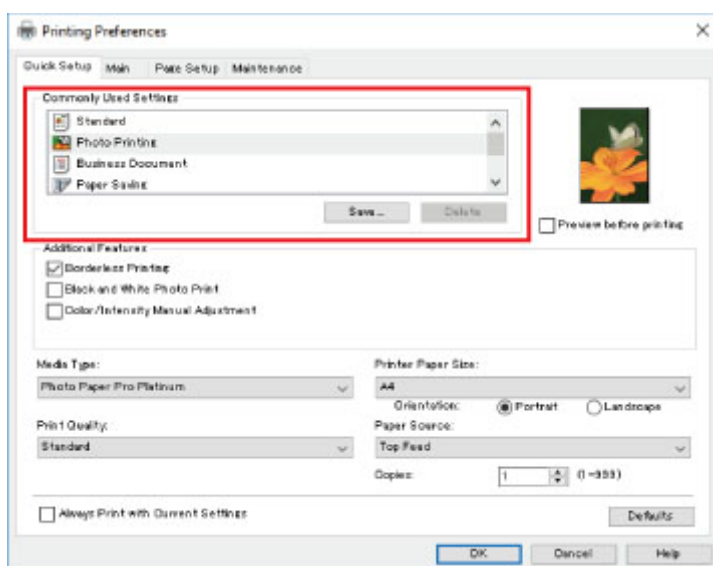 Printing Preferences
Quick Setup Main Page Setup Maintenance
Commonly Used Settings
Standard
Photo Printing
Business Document
Paper Saving
Save... Delete
Preview before printing
Additional Features
Borderless Printing
Black and White Photo Print
Color/Intensity Manual Adjustment
Media Type: Printer Paper Size:
Photo Paper Pro Platinum A4
Orientation: Portrait Landscape
Print Quality: Paper Source:
Standard Top Feed
Copies: 1 (1-999)
Always Print with Current Settings Defaults
OK Cancel Help